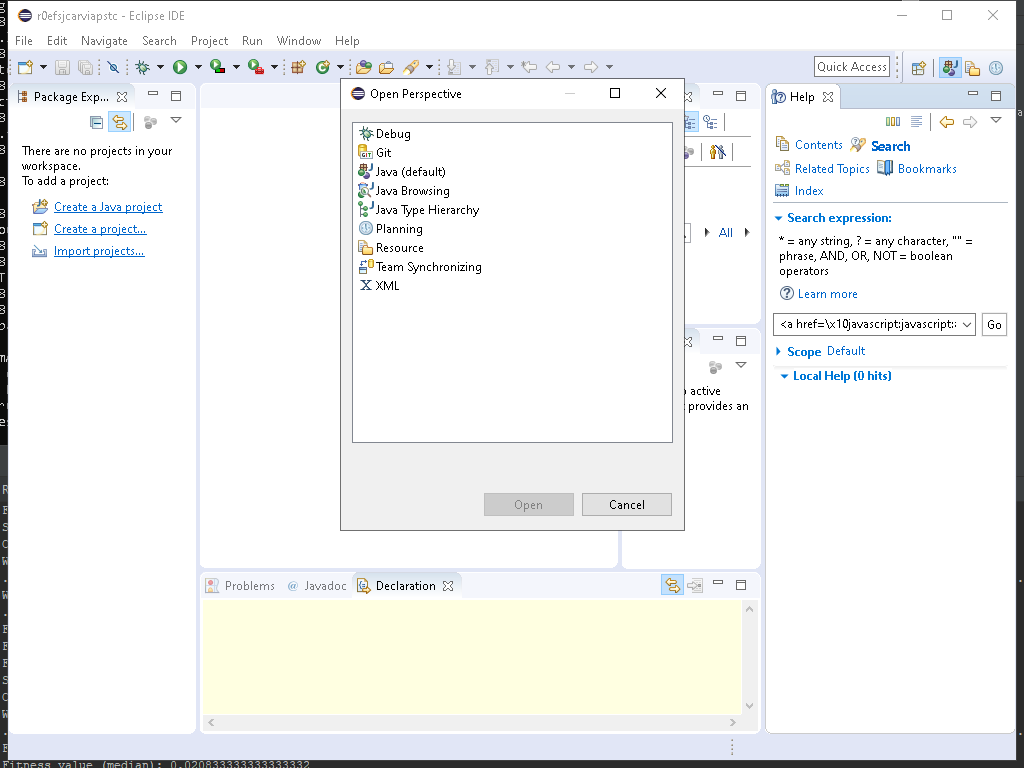 r0efsjcarviapstc - Eclipse IDE
File Edit Navigate Search Project Run Window Help
Quick Access
Package Exp...
There are no projects in your
workspace.
To add a project:
Create a Java project
Create a project...
Import projects...
Open Perspective
Debug
Git
Java (default)
Java Browsing
Java Type Hierarchy
Planning
Resource
Team Synchronizing
XML
Open
Cancel
All
active
provides an
Help
Contents
Search
Related Topics
Bookmarks
Index
Search expression:
* = any string, ? = any character, "" =
phrase, AND, OR, NOT = boolean
operators
Learn more
<a href=\x10javascript:javascript:
Go
Scope Default
Local Help (0 hits)
Problems
@ Javadoc
Declaration
Fitness value (median): 0.020833333333333332